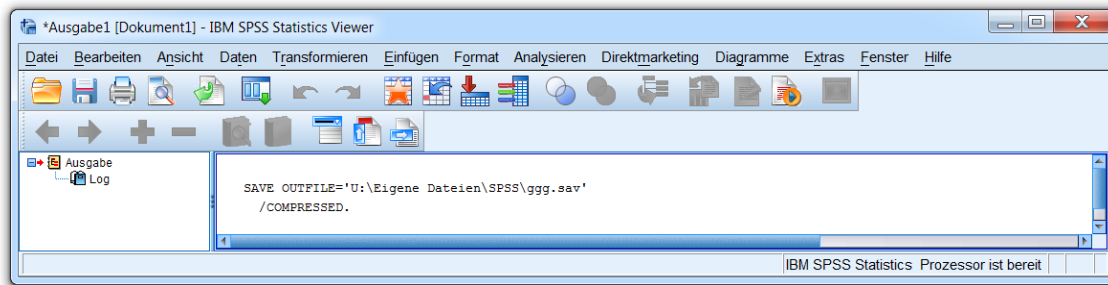 *Ausgabe1 [Dokument1] - IBM SPSS Statistics Viewer
Datei Bearbeiten Ansicht Daten Transformieren Einfügen Format Analysieren Direktmarketing Diagramme Extras Fenster Hilfe
Ausgabe
Log
SAVE OUTFILE='U:\Eigene Dateien\SPSS\ggg.sav'
/COMPRESSED.
IBM SPSS Statistics Prozessor ist bereit